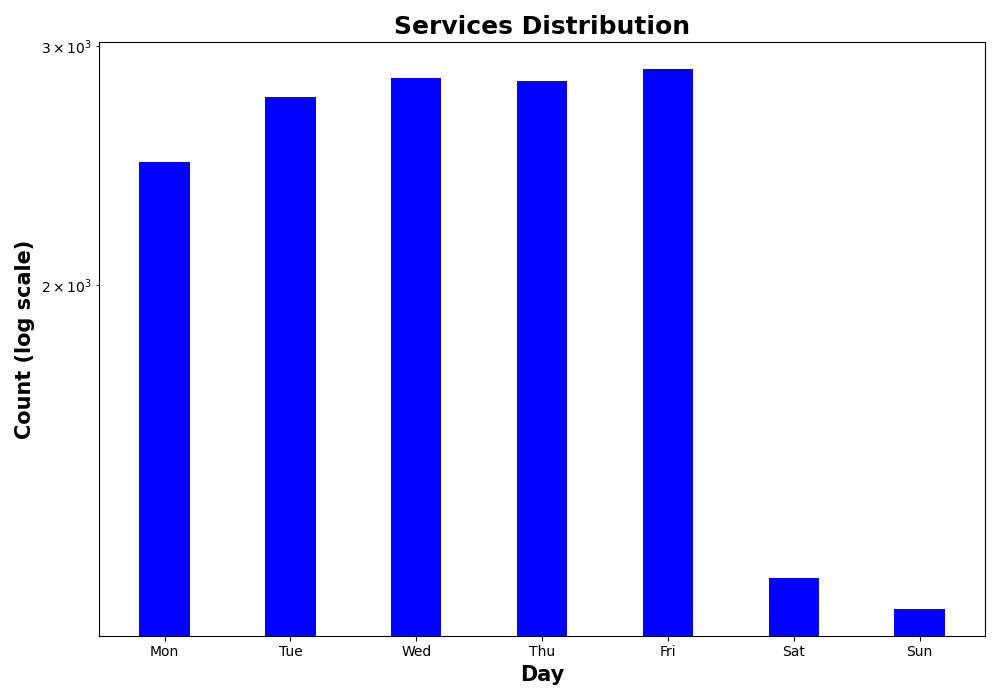 Services Distribution
3 × 10³
2 × 10³
Count (log scale)
Mon Tue Wed Thu Fri Sat Sun
Day